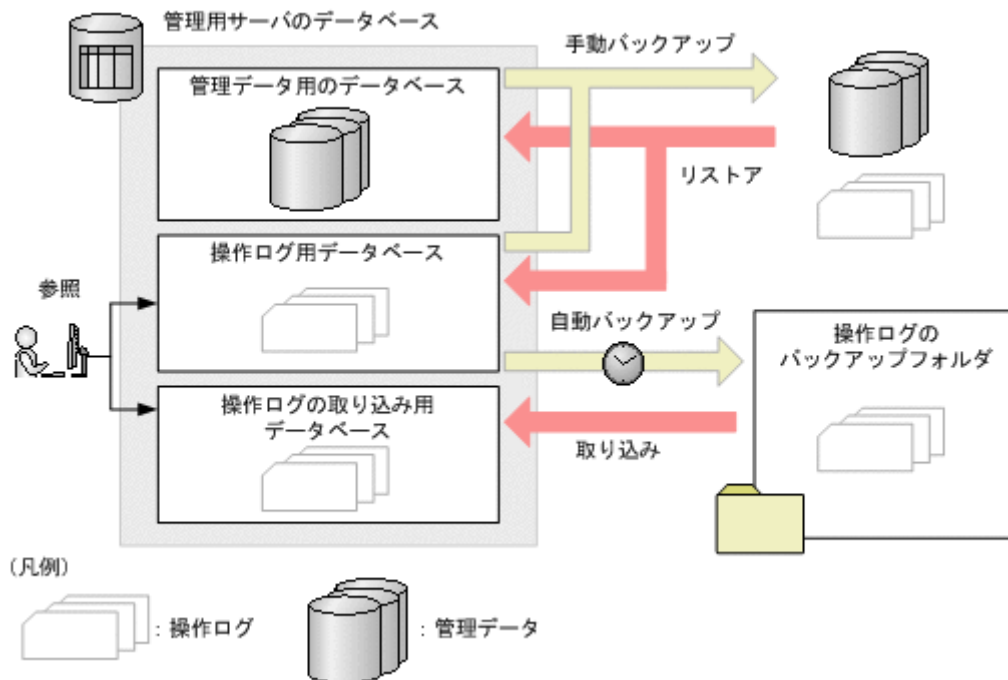 管理用サーバのデータベース
手動バックアップ
管理データ用のデータベース
リストア
操作ログ用データベース
参照
自動バックアップ
操作ログの
バックアップフォルダ
操作ログの取り込み用
データベース
取り込み
(凡例)
:操作ログ
:管理データ